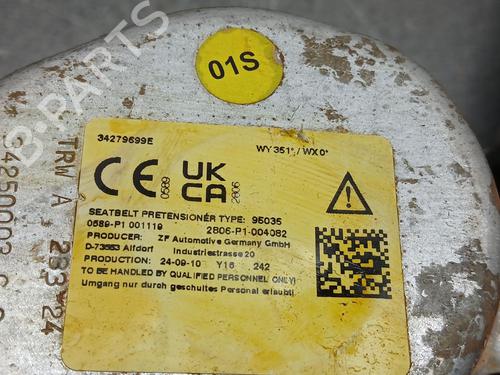 01S
34279699E
WY 351° / WX 0°
CE 0589
UK CA 2806
SEATBELT PRETENSIONER TYPE: 95035
0589-P1 001119 2806-P1-004082
PRODUCER: ZF Automotive Germany GmbH
D-73553 Alfdorf Industriestrasse 20
PRODUCTION: 24-09-10 Y16 242
TO BE HANDLED BY QUALIFIED PERSONNEL ONLY!
Umgang nur durch geschultes Personal erlaubt!
TRW A
B-PARTS